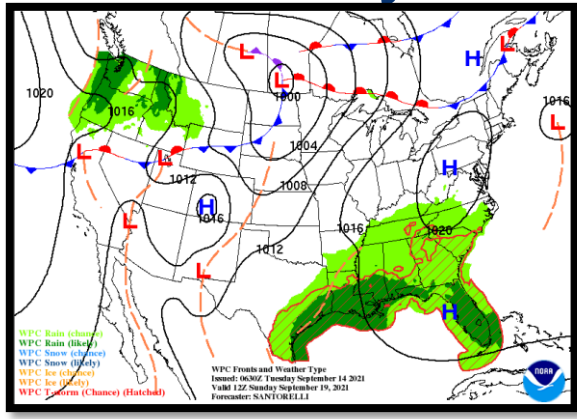 H
L
H
L
L
1020
1000
1016
1016
L
1004
L
L
1012
H
1008
H
1016
L
1012
1016
1020
L
H
WPC Rain (chance)
WPC Rain (likely)
WPC Snow (chance)
WPC Snow (likely)
WPC Ice (chance)
WPC Ice (likely)
WPC T-storm (Chance) (Hatched)
WPC Fronts and Weather Type
Issued: 0630Z Tuesday September 14 2021
Valid 12Z Sunday September 19, 2021
Forecaster: SANTORELLI
NOAA